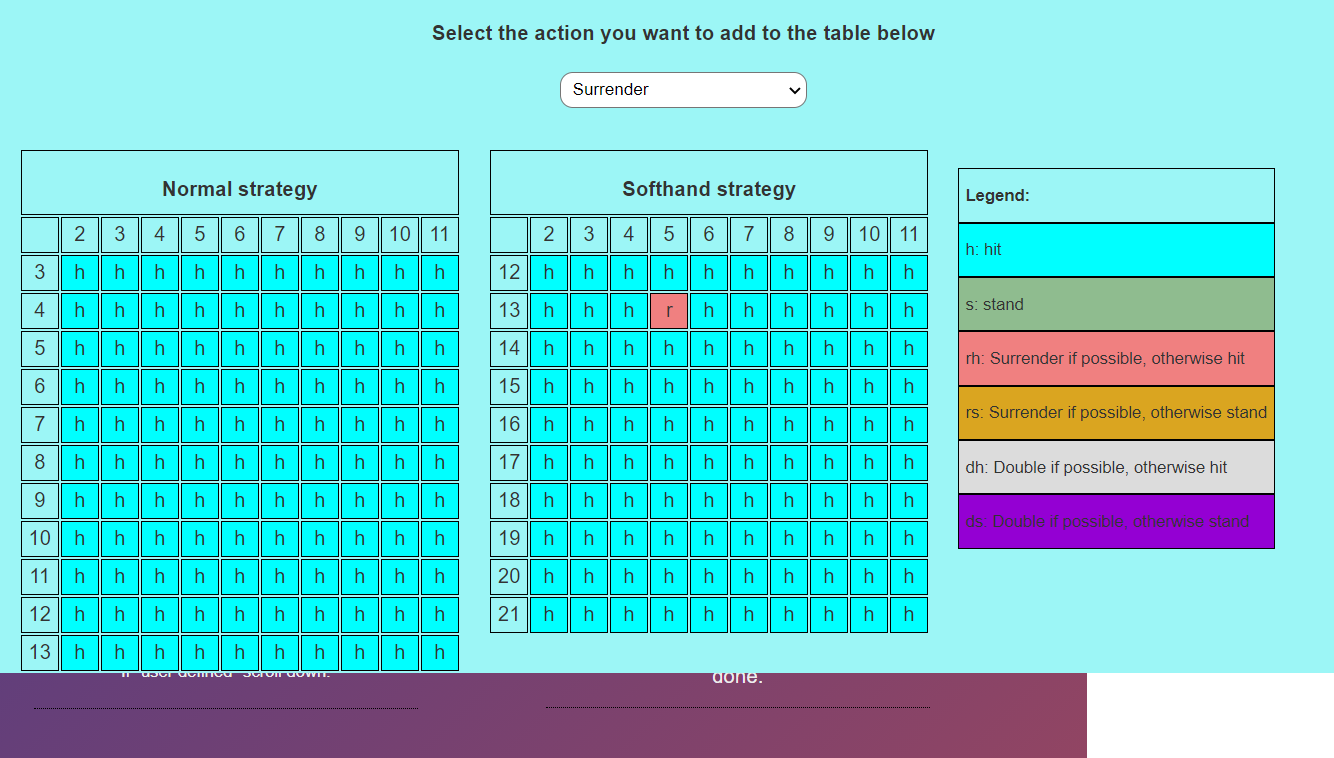 Select the action you want to add to the table below
Surrender
Normal strategy
2 3 4 5 6 7 8 9 10 11
3 h h h h h h h h h h
4 h h h h h h h h h h
5 h h h h h h h h h h
6 h h h h h h h h h h
7 h h h h h h h h h h
8 h h h h h h h h h h
9 h h h h h h h h h h
10 h h h h h h h h h h
11 h h h h h h h h h h
12 h h h h h h h h h h
13 h h h h h h h h h h
Softhand strategy
2 3 4 5 6 7 8 9 10 11
12 h h h h h h h h h h
13 h h h r h h h h h h
14 h h h h h h h h h h
15 h h h h h h h h h h
16 h h h h h h h h h h
17 h h h h h h h h h h
18 h h h h h h h h h h
19 h h h h h h h h h h
20 h h h h h h h h h h
21 h h h h h h h h h h
Legend:
h: hit
s: stand
rh: Surrender if possible, otherwise hit
rs: Surrender if possible, otherwise stand
dh: Double if possible, otherwise hit
ds: Double if possible, otherwise stand
user defined scroll down.
done.